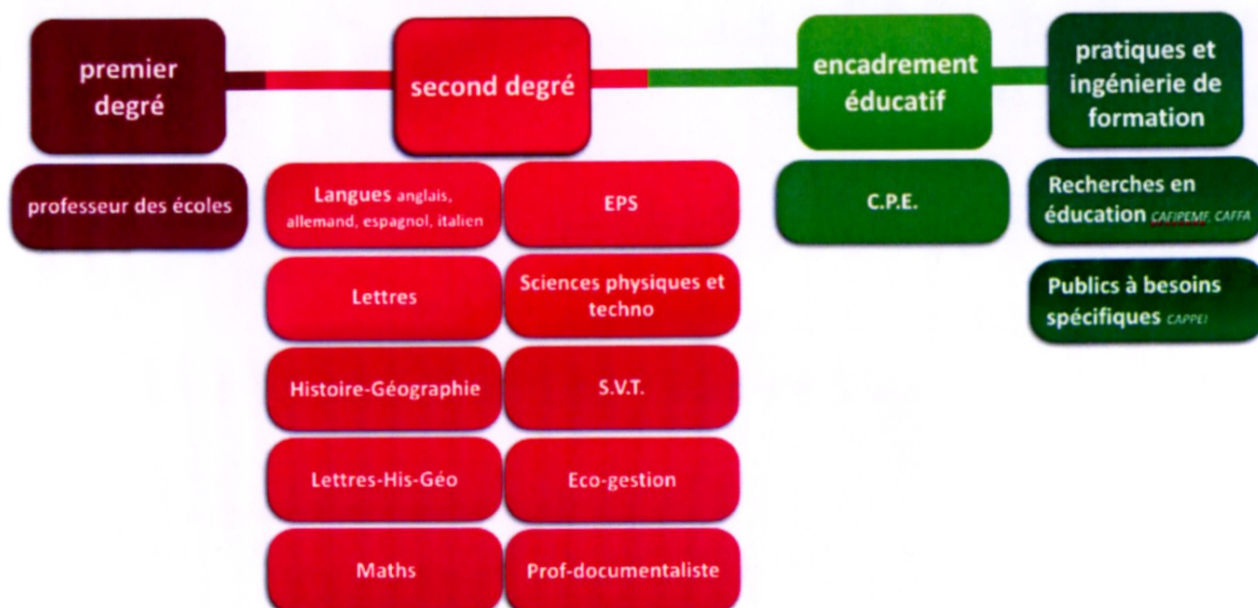 premier
degré
second degré
encadrement
éducatif
pratiques et
ingénierie de
formation
professeur des écoles
Langues anglais,
allemand, espagnol, italien
EPS
Lettres
Sciences physiques et
techno
Histoire-Géographie
S.V.T.
Lettres-His-Géo
Eco-gestion
Maths
Prof-documentaliste
C.P.E.
Recherches en
éducation CAFIPEMF, CAFFA
Publics à besoins
spécifiques CAPPEI